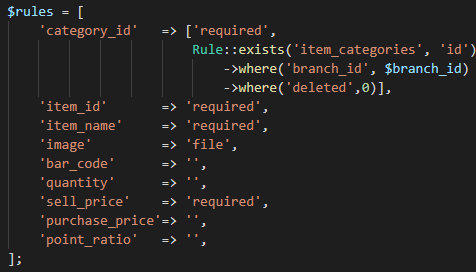 $rules = [
    'category_id'   => ['required',
                        Rule::exists('item_categories', 'id')
                            ->where('branch_id', $branch_id)
                            ->where('deleted',0)],
    'item_id'       => 'required',
    'item_name'     => 'required',
    'image'         => 'file',
    'bar_code'      => '',
    'quantity'      => '',
    'sell_price'    => 'required',
    'purchase_price'=> '',
    'point_ratio'   => '',
];